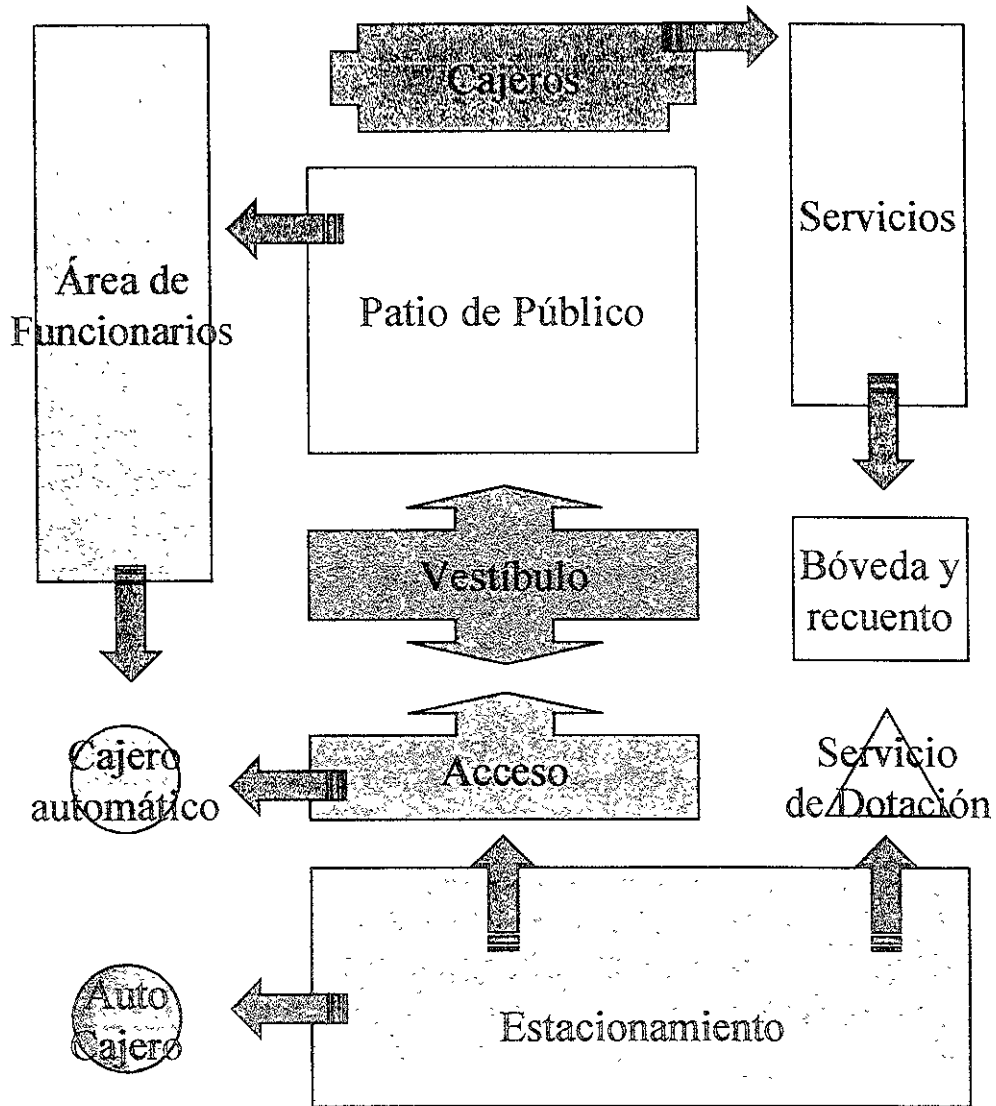 Cajeros
Servicios
Área de
Funcionarios
Patio de Público
Vestíbulo
Bóveda y
recuento
Cajero
automático
Acceso
Servicio
de Dotación
Auto
Cajero
Estacionamiento